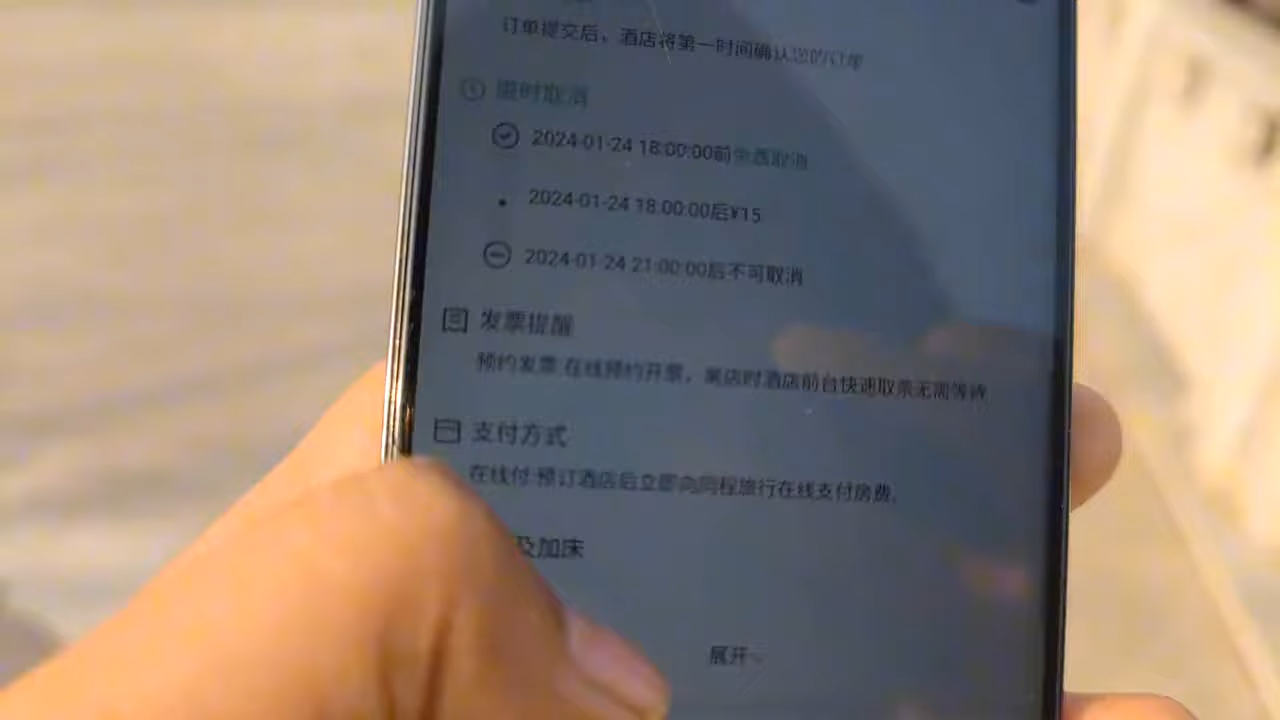 订单提交后，酒店将第一时间确认您的订单
限时取消
2024-01-24 18:00:00前免费取消
2024-01-24 18:00:00后¥15
2024-01-24 21:00:00后不可取消
发票提醒
预约发票 在线预约开票，离店时酒店前台快速取票无需等待
支付方式
在线付 预订酒店后立即向同程旅行在线支付房费。
及加床
展开